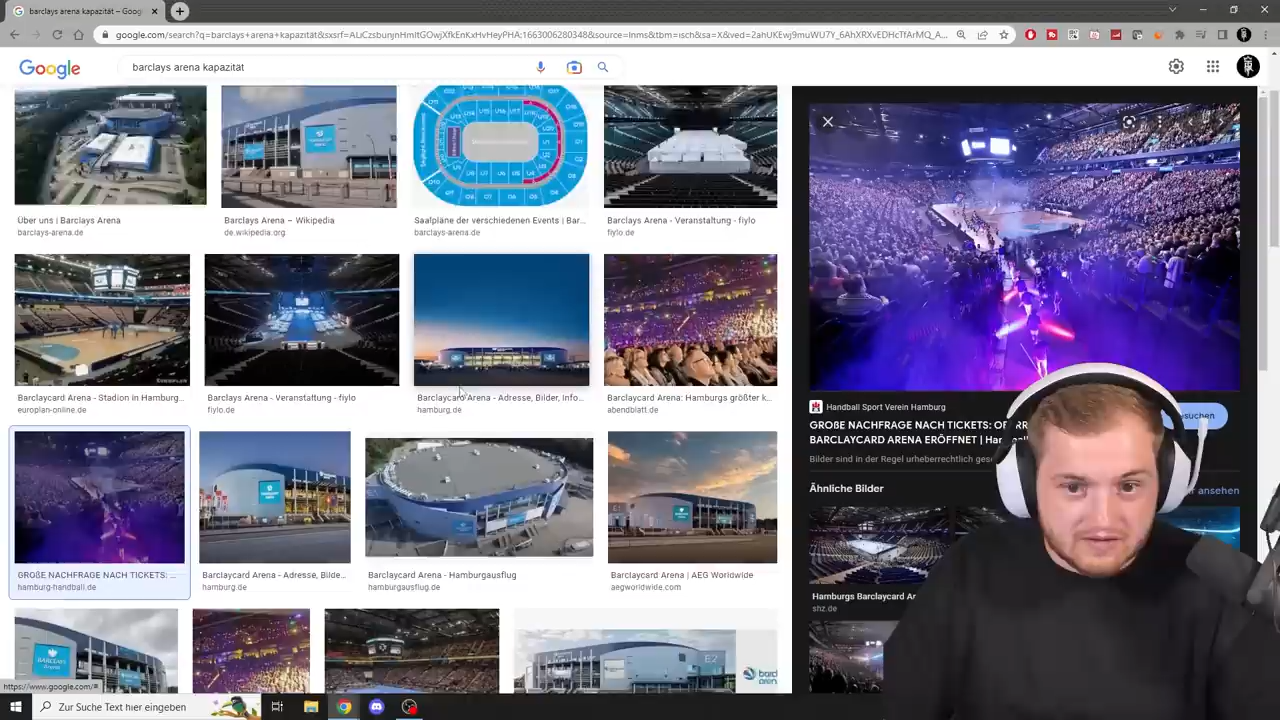 barclays arena kapazität – Goo
google.com/search?q=barclays+arena+kapazität
Google
barclays arena kapazität
Über uns | Barclays Arena
barclays-arena.de
Barclays Arena – Wikipedia
de.wikipedia.org
Saalpläne der verschiedenen Events | Bar...
barclays-arena.de
Barclays Arena - Veranstaltung - fiylo
fiylo.de
Barclaycard Arena - Stadion in Hamburg...
europlan-online.de
Barclays Arena - Veranstaltung - fiylo
fiylo.de
Barclaycard Arena - Adresse, Bilder, Info...
hamburg.de
Barclaycard Arena: Hamburgs größter k...
abendblatt.de
GROßE NACHFRAGE NACH TICKETS: ...
hamburg-handball.de
Barclaycard Arena - Adresse, Bilde...
hamburg.de
Barclaycard Arena - Hamburgausflug
hamburgausflug.de
Barclaycard Arena | AEG Worldwide
aegworldwide.com
Handball Sport Verein Hamburg
GROßE NACHFRAGE NACH TICKETS:
BARCLAYCARD ARENA ERÖFFNET |
Bilder sind in der Regel urheberrechtlich
Ähnliche Bilder
ansehen
Hamburgs Barclaycard Ar
shz.de
BARCLAYS
E2
https://www.google.com/#
Zur Suche Text hier eingeben